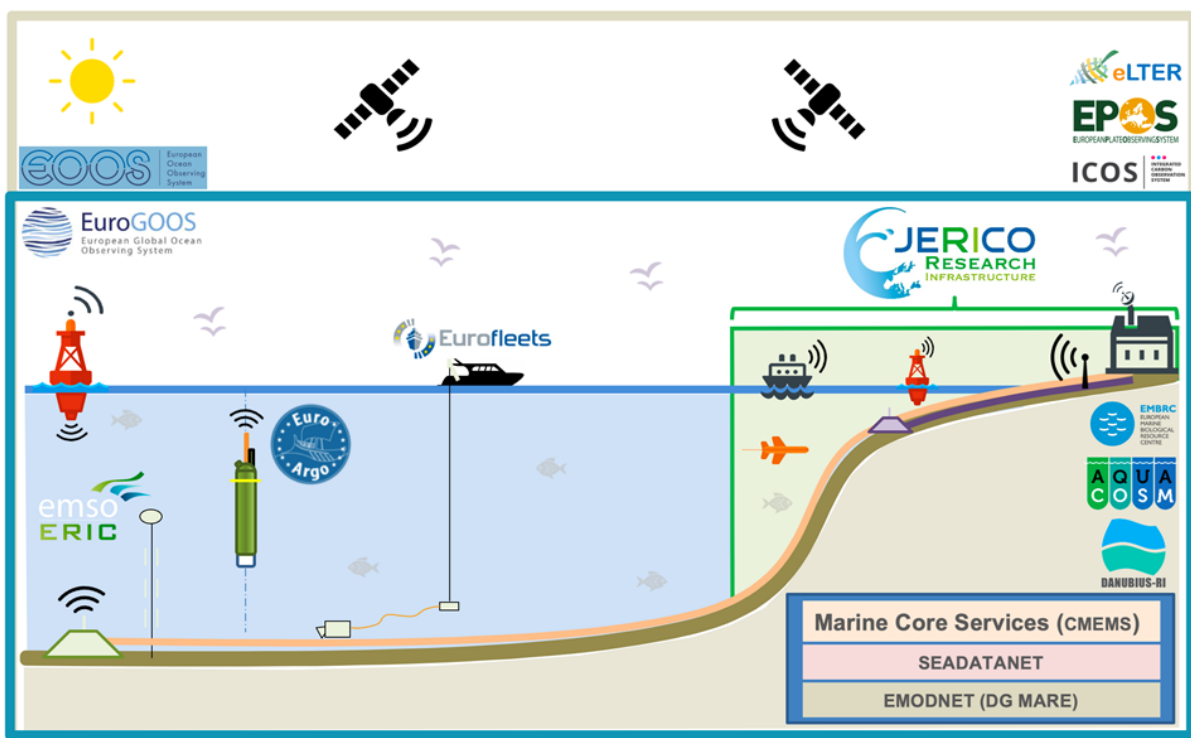 EOOS
European
Ocean
Observing
System
eLTER
EPOS
EUROPEANPLATEOBSERVINGSYSTEM
ICOS
INTEGRATED
CARBON
OBSERVATION
SYSTEM
EuroGOOS
European Global Ocean
Observing System
JERICO
RESEARCH
INFRASTRUCTURE
Eurofleets
Euro
Argo
emso
ERIC
EMBRC
EUROPEAN
MARINE
BIOLOGICAL
RESOURCE
CENTRE
AQUA
COSM
DANUBIUS-RI
Marine Core Services (CMEMS)
SEADATANET
EMODNET (DG MARE)